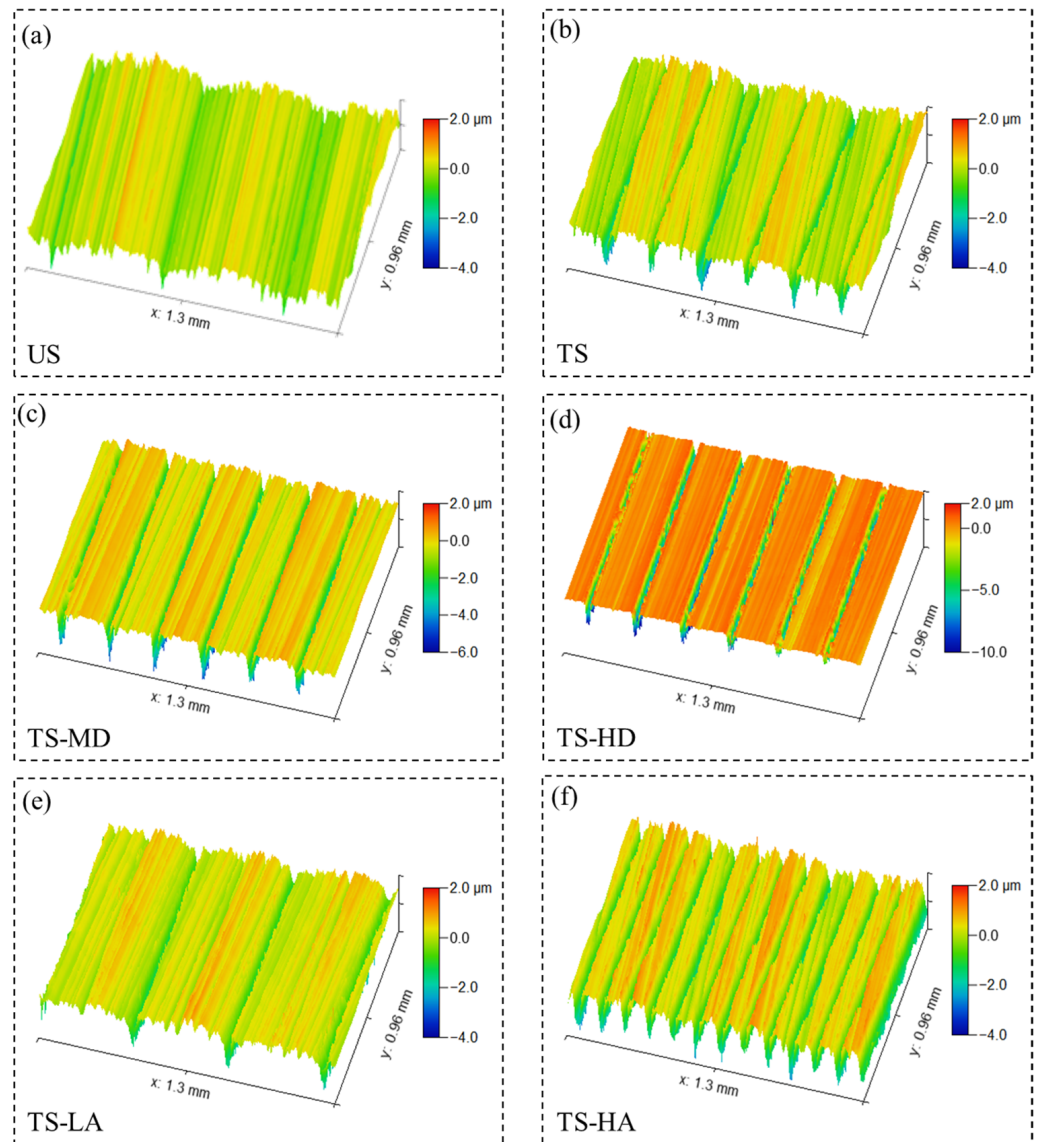 (a)
2.0 μm
0.0
−2.0
−4.0
y: 0.96 mm
x: 1.3 mm
US
(b)
2.0 μm
0.0
−2.0
−4.0
y: 0.96 mm
x: 1.3 mm
TS
(c)
2.0 μm
0.0
−2.0
−4.0
−6.0
y: 0.96 mm
x: 1.3 mm
TS-MD
(d)
2.0 μm
0.0
−5.0
−10.0
y: 0.96 mm
x: 1.3 mm
TS-HD
(e)
2.0 μm
0.0
−2.0
−4.0
y: 0.96 mm
x: 1.3 mm
TS-LA
(f)
2.0 μm
0.0
−2.0
−4.0
y: 0.96 mm
x: 1.3 mm
TS-HA